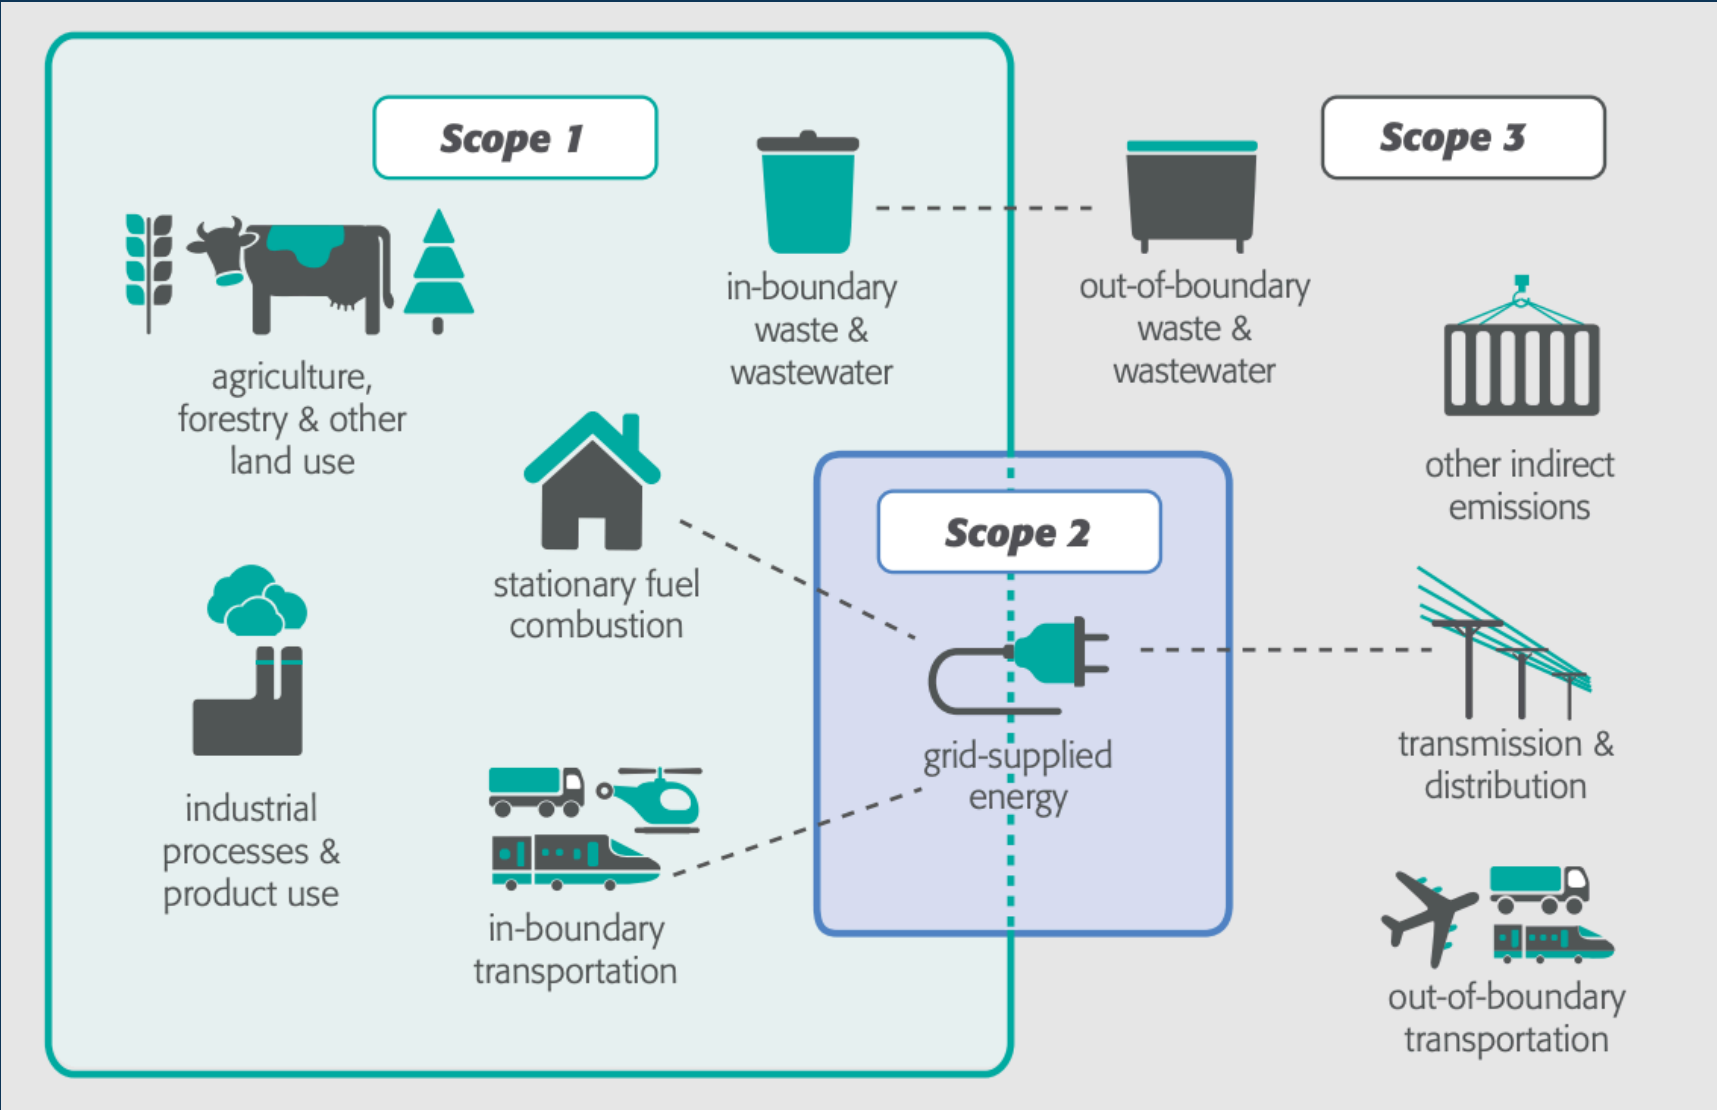 Scope 1
Scope 3
in-boundary
waste &
wastewater
out-of-boundary
waste &
wastewater
agriculture,
forestry & other
land use
other indirect
emissions
Scope 2
stationary fuel
combustion
grid-supplied
energy
transmission &
distribution
industrial
processes &
product use
in-boundary
transportation
out-of-boundary
transportation